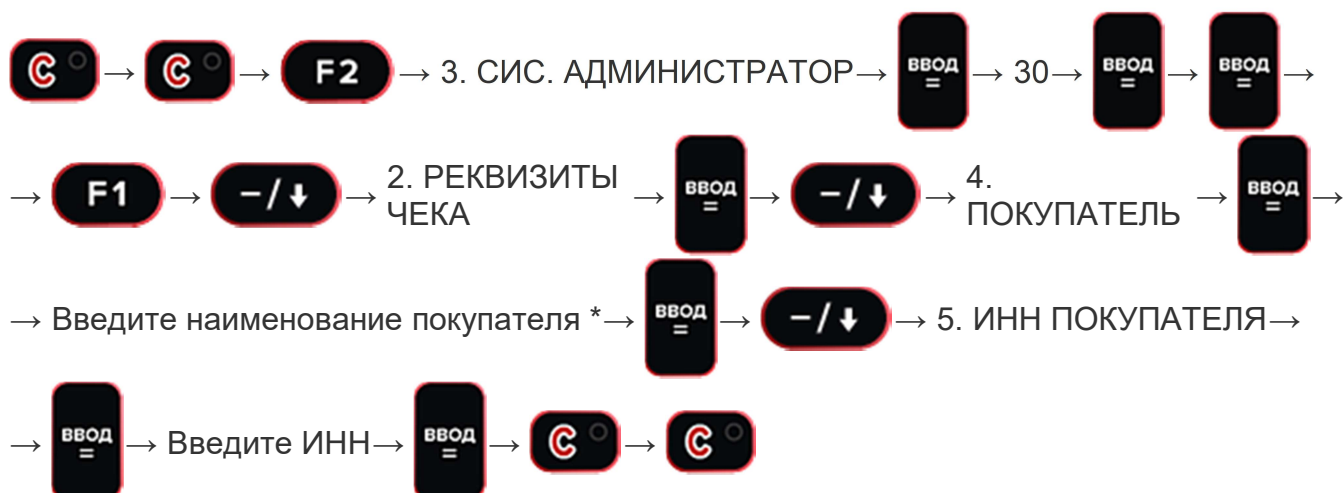 C → C → F2 → 3. СИС. АДМИНИСТРАТОР→ ВВОД = → 30→ ВВОД = → ВВОД = →
→ F1 → −/↓ → 2. РЕКВИЗИТЫ ЧЕКА → ВВОД = → −/↓ → 4. ПОКУПАТЕЛЬ → ВВОД = →
→ Введите наименование покупателя *→ ВВОД = → −/↓ → 5. ИНН ПОКУПАТЕЛЯ→
→ ВВОД = → Введите ИНН→ ВВОД = → C → C